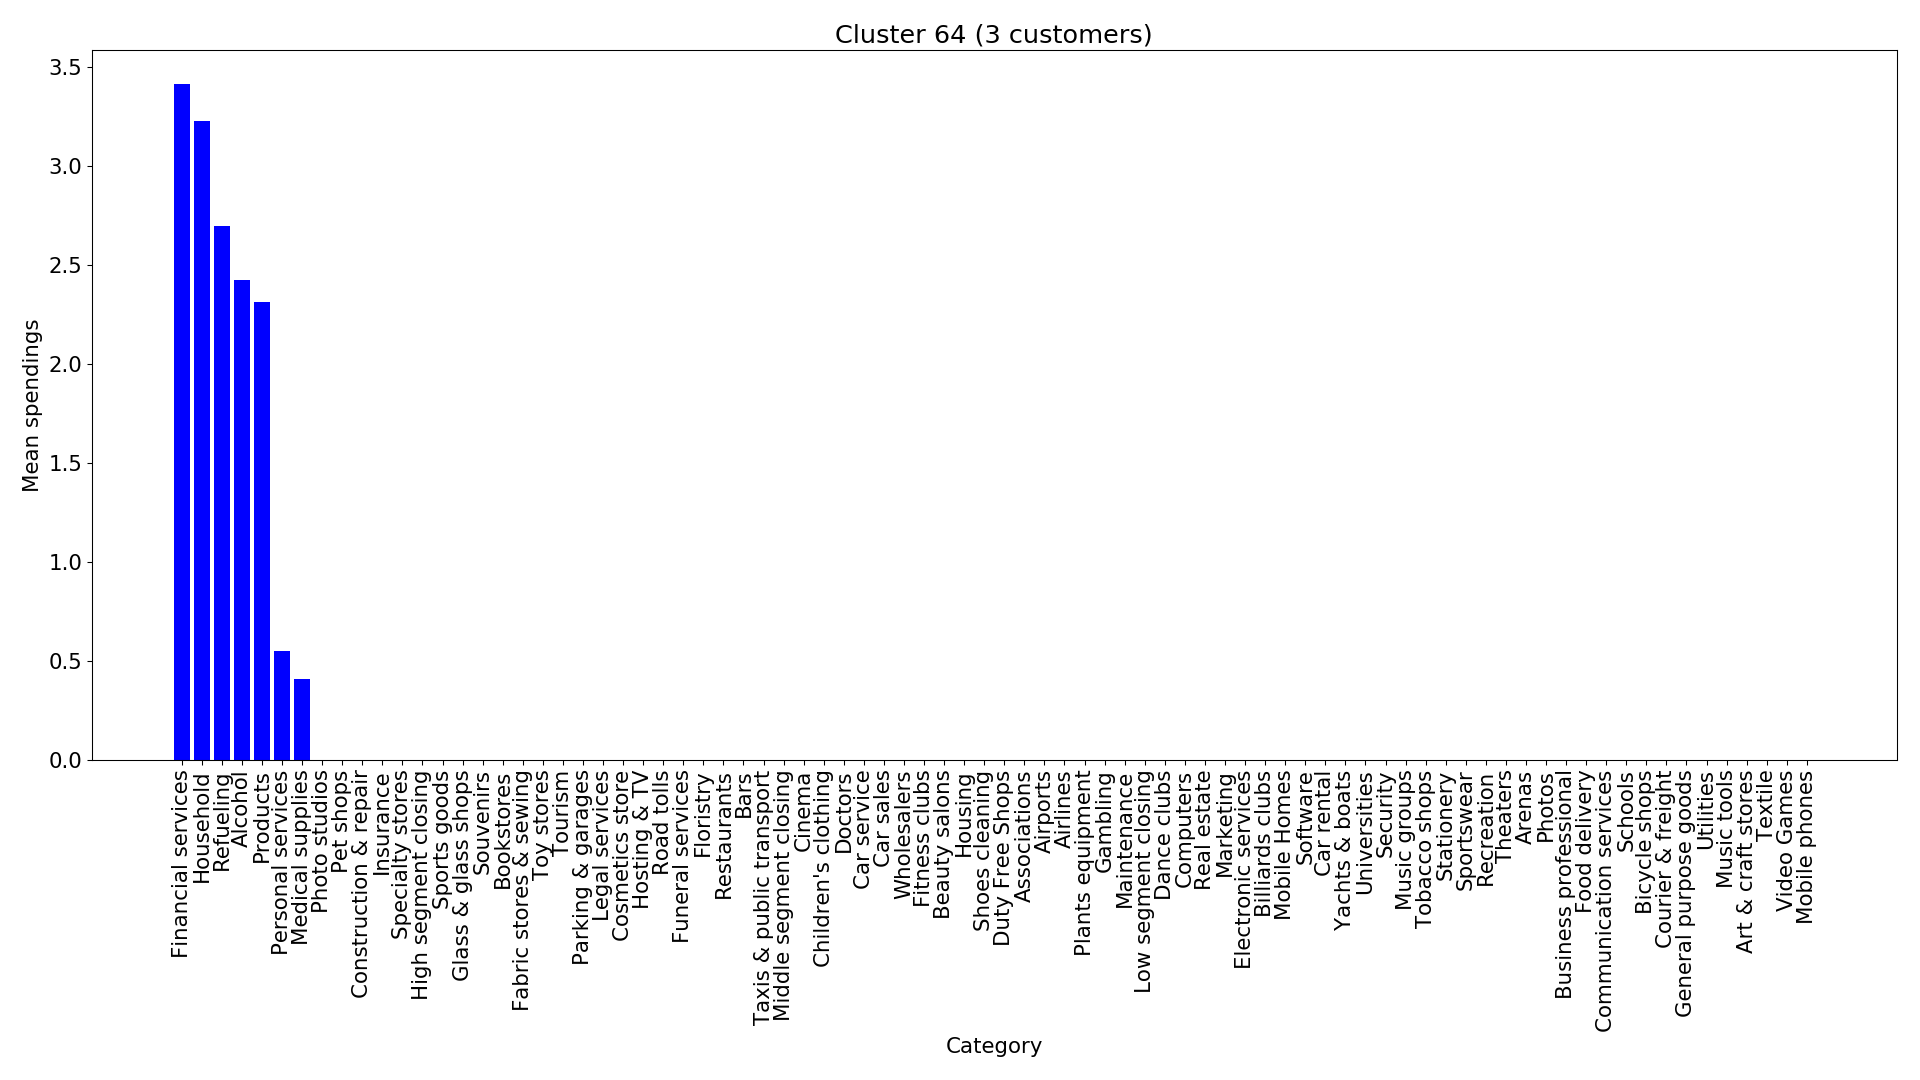 Cluster 64 (3 customers)
3.5
3.0
2.5
2.0
1.5
1.0
0.5
0.0
Mean spendings
Financial services
Household
Refueling
Alcohol
Products
Personal services
Medical supplies
Photo studios
Pet shops
Construction & repair
Insurance
Specialty stores
High segment closing
Sports goods
Glass & glass shops
Souvenirs
Bookstores
Fabric stores & sewing
Toy stores
Tourism
Parking & garages
Legal services
Cosmetics store
Hosting & TV
Road tolls
Funeral services
Floristry
Restaurants
Bars
Taxis & public transport
Middle segment closing
Cinema
Children's clothing
Doctors
Car service
Car sales
Wholesalers
Fitness clubs
Beauty salons
Housing
Shoes cleaning
Duty Free Shops
Associations
Airports
Airlines
Plants equipment
Gambling
Maintenance
Low segment closing
Dance clubs
Computers
Real estate
Marketing
Electronic services
Billiards clubs
Mobile Homes
Software
Car rental
Yachts & boats
Universities
Security
Music groups
Tobacco shops
Stationery
Sportswear
Recreation
Theaters
Arenas
Photos
Business professional
Food delivery
Communication services
Schools
Bicycle shops
Courier & freight
General purpose goods
Utilities
Music tools
Art & craft stores
Textile
Video Games
Mobile phones
Category